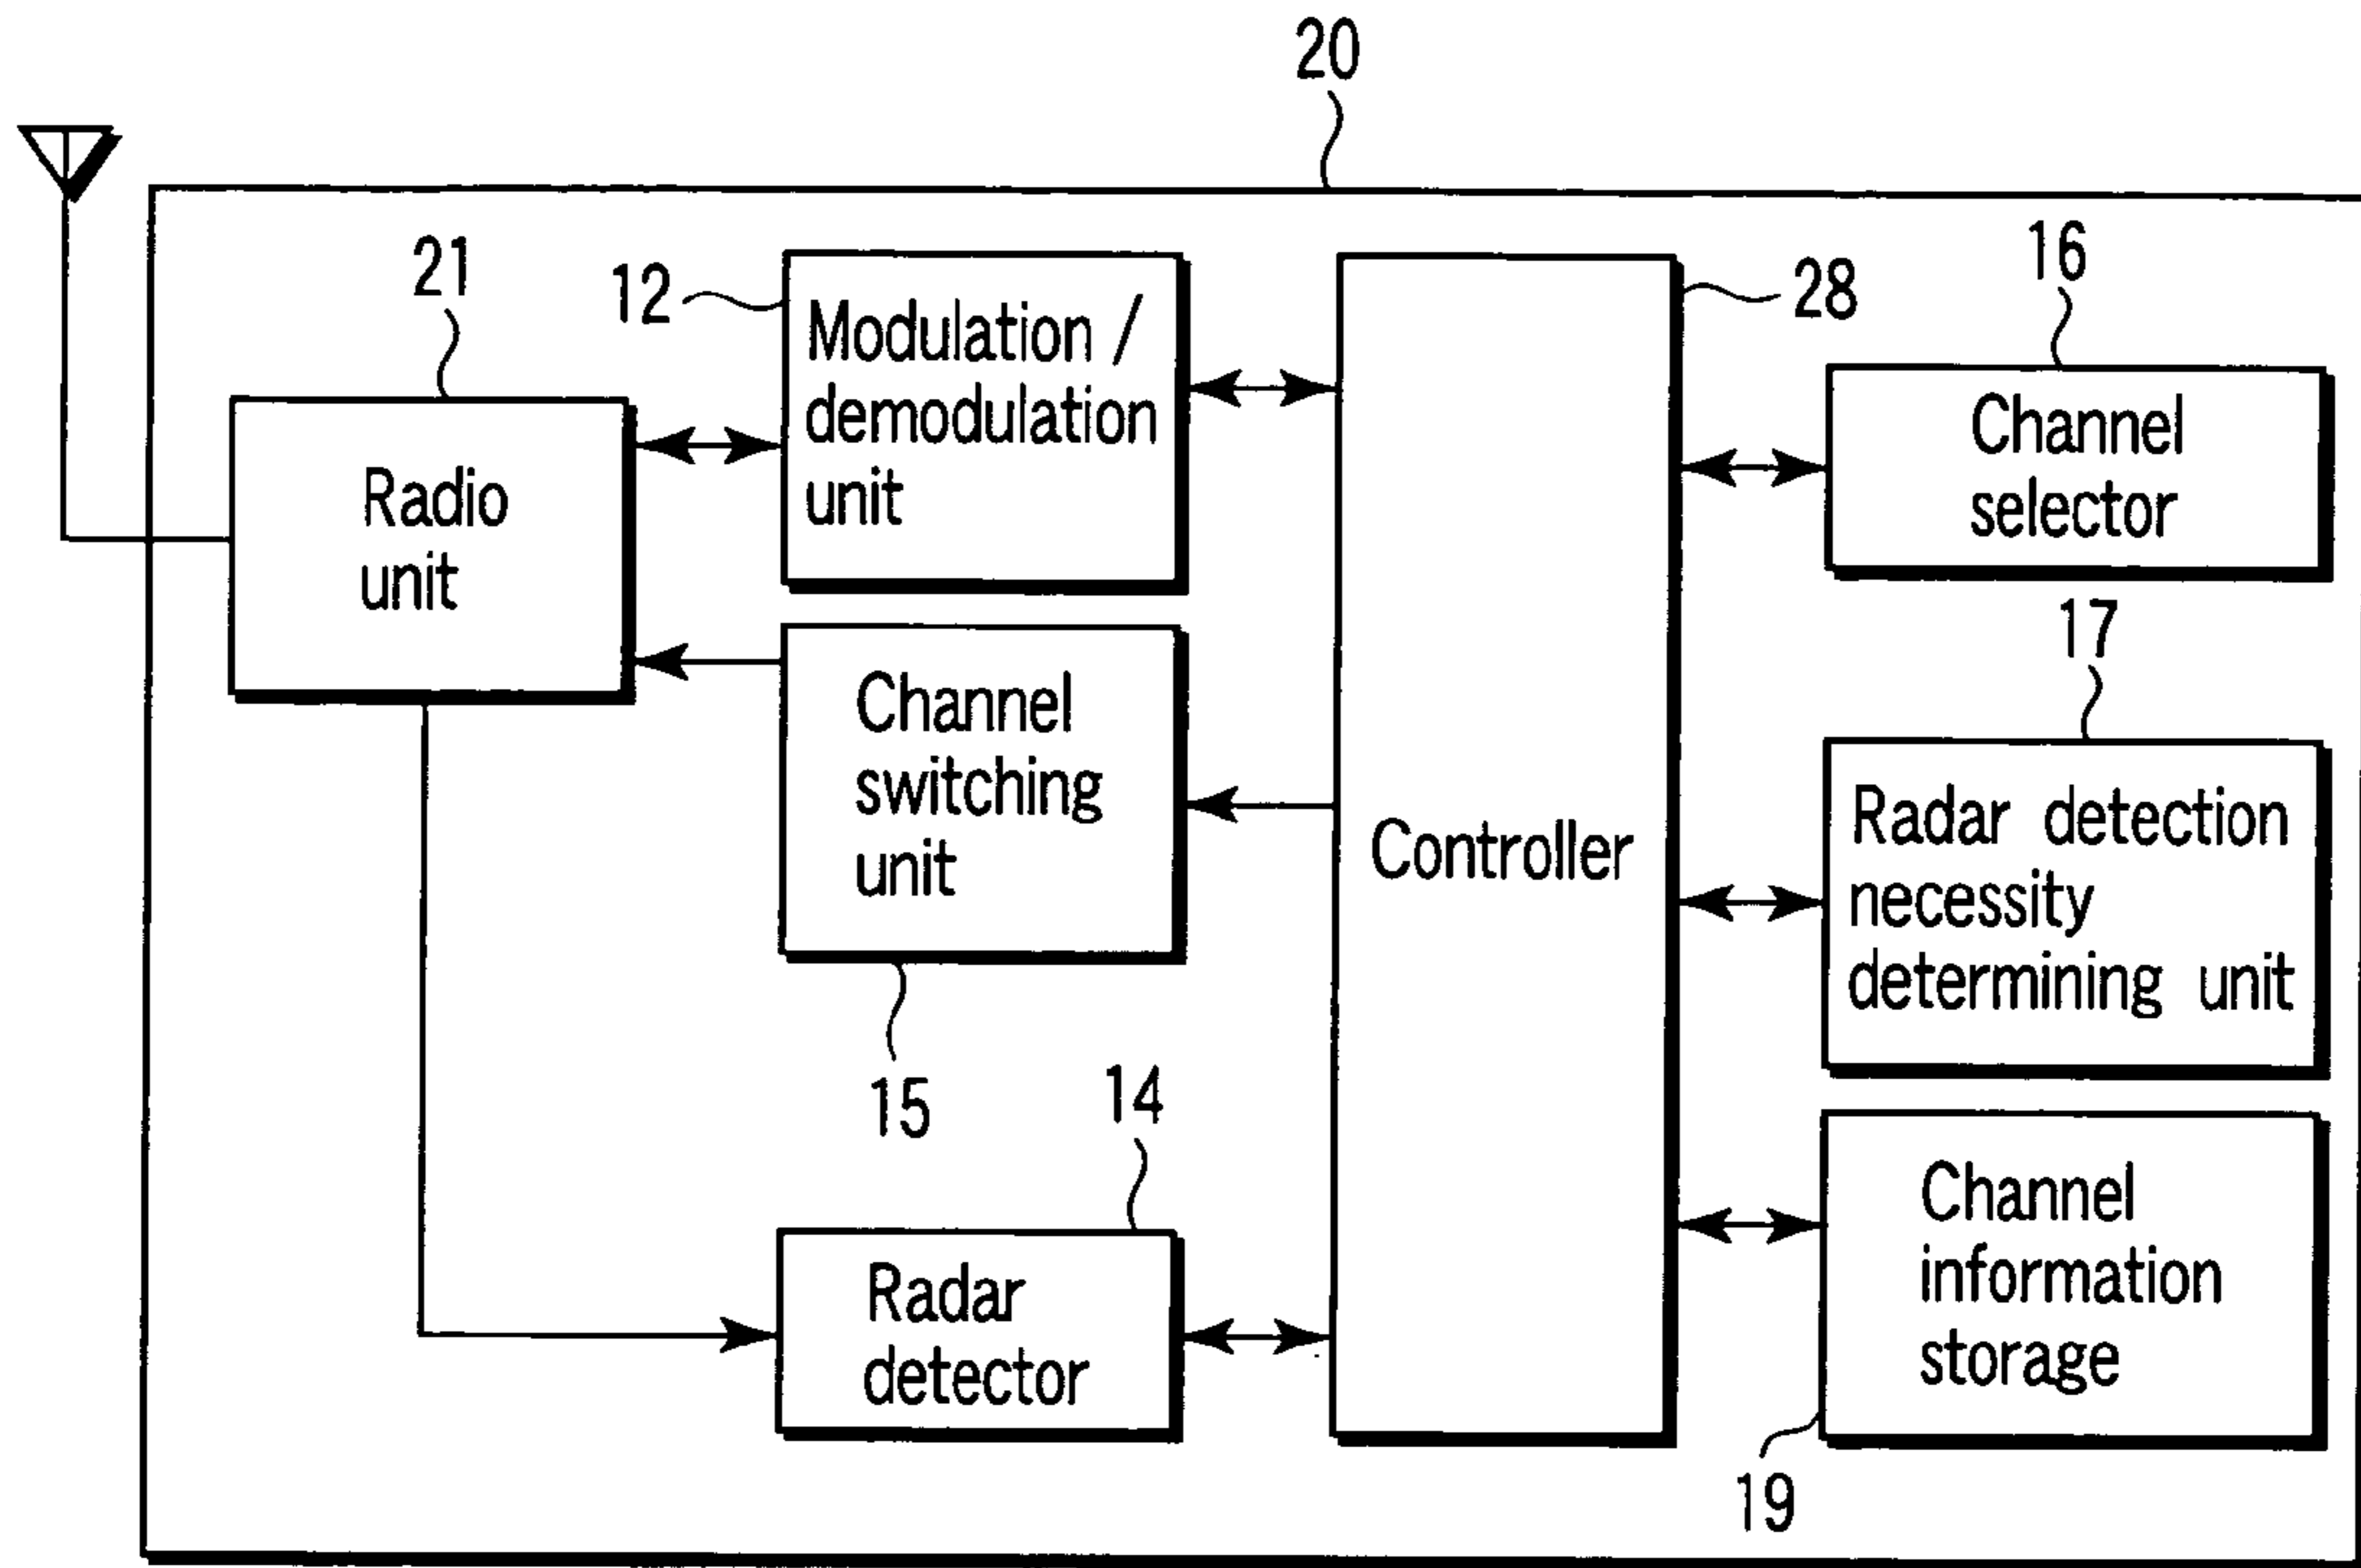 20
21
12
Modulation /
demodulation
unit
28
16
Channel
selector
Radio
unit
17
Channel
switching
unit
Controller
Radar detection
necessity
determining unit
15
14
Radar
detector
Channel
information
storage
19